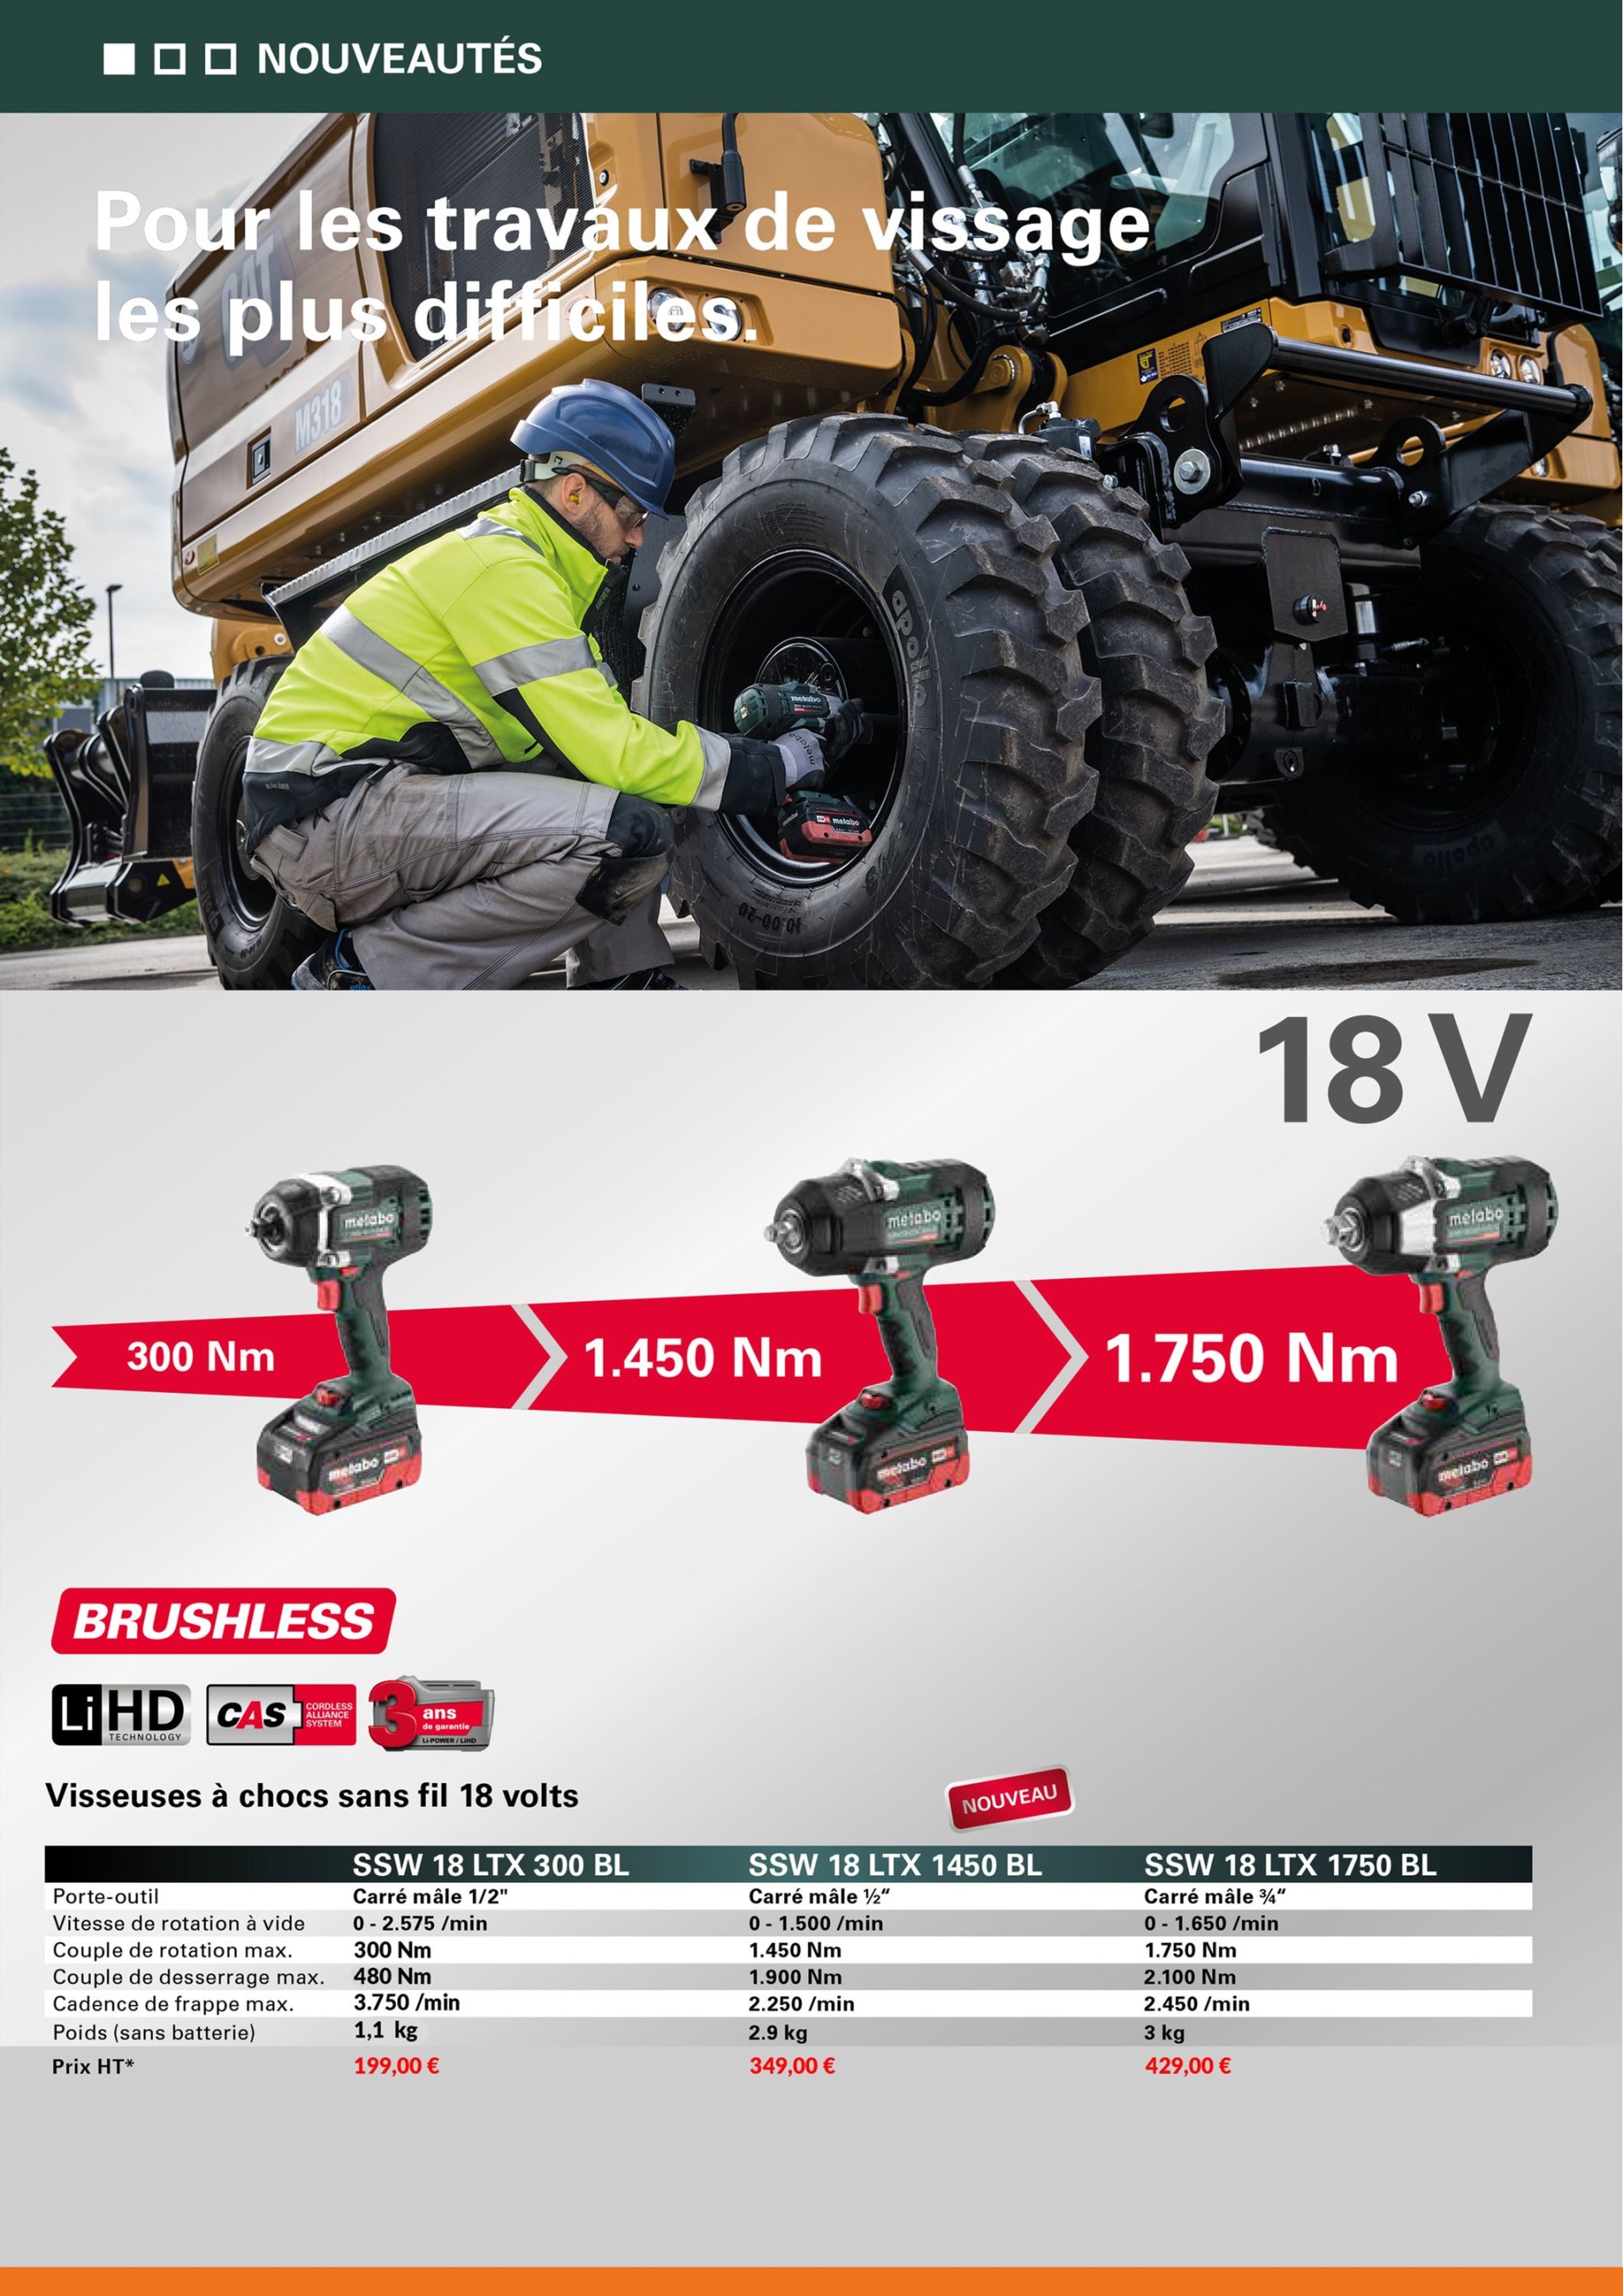 NOUVEAUTÉS
Pour les travaux de vissage
les plus difficiles.
CAT
M318
apollo
metabo
metabo
metabo
10.00-20
apollo
18 V
metabo
metabo
metabo
300 Nm
1.450 Nm
1.750 Nm
metabo
metabo
metabo
BRUSHLESS
LiHD
TECHNOLOGY
CAS
CORDLESS
ALLIANCE
SYSTEM
3 ans
de garantie
Li-POWER / LiHD
Visseuses à chocs sans fil 18 volts
NOUVEAU
SSW 18 LTX 300 BL SSW 18 LTX 1450 BL SSW 18 LTX 1750 BL
Porte-outil Carré mâle 1/2" Carré mâle ½“ Carré mâle ¾“
Vitesse de rotation à vide 0 - 2.575 /min 0 - 1.500 /min 0 - 1.650 /min
Couple de rotation max. 300 Nm 1.450 Nm 1.750 Nm
Couple de desserrage max. 480 Nm 1.900 Nm 2.100 Nm
Cadence de frappe max. 3.750 /min 2.250 /min 2.450 /min
Poids (sans batterie) 1,1 kg 2.9 kg 3 kg
Prix HT* 199,00 € 349,00 € 429,00 €